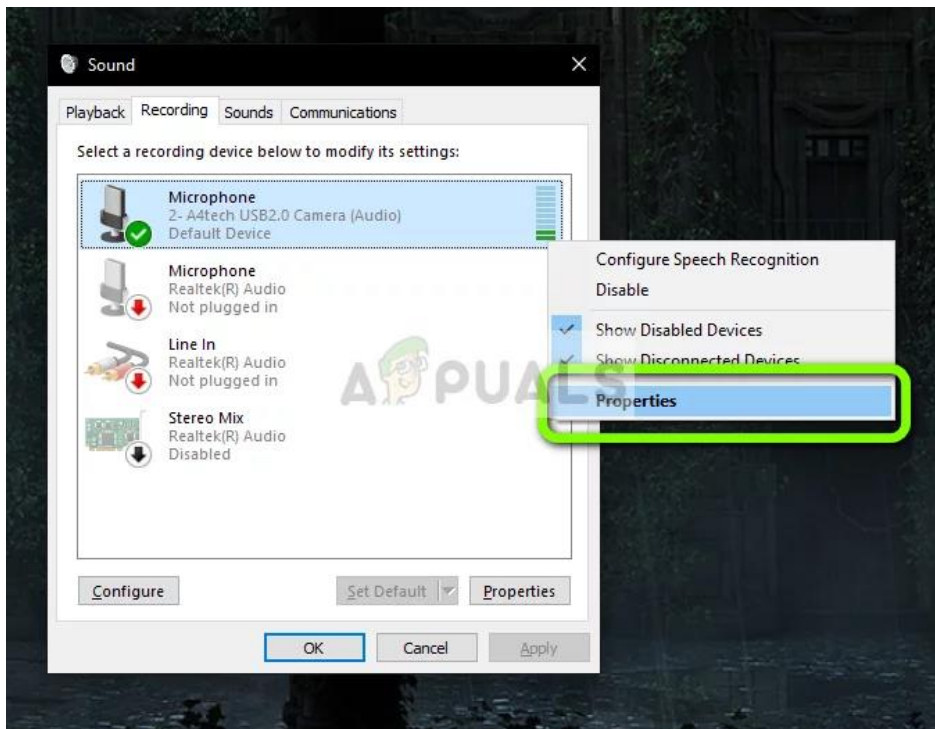 Sound
Playback Recording Sounds Communications
Select a recording device below to modify its settings:
Microphone
2- A4tech USB2.0 Camera (Audio)
Default Device
Microphone
Realtek(R) Audio
Not plugged in
Line In
Realtek(R) Audio
Not plugged in
Stereo Mix
Realtek(R) Audio
Disabled
Configure Speech Recognition
Disable
Show Disabled Devices
Show Disconnected Devices
Properties
APPUALS
Configure Set Default Properties
OK Cancel Apply